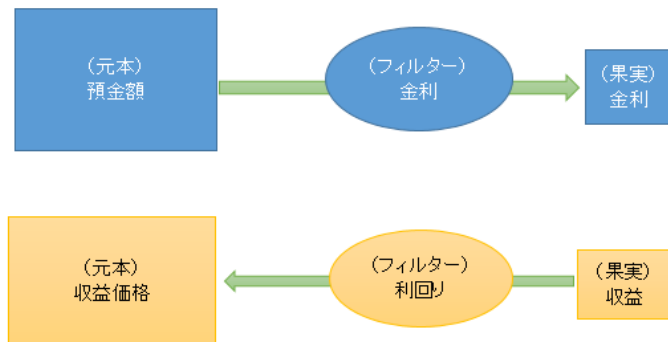 （元本）
預金額
（フィルター）
金利
（果実）
金利
（元本）
収益価格
（フィルター）
利回り
（果実）
収益